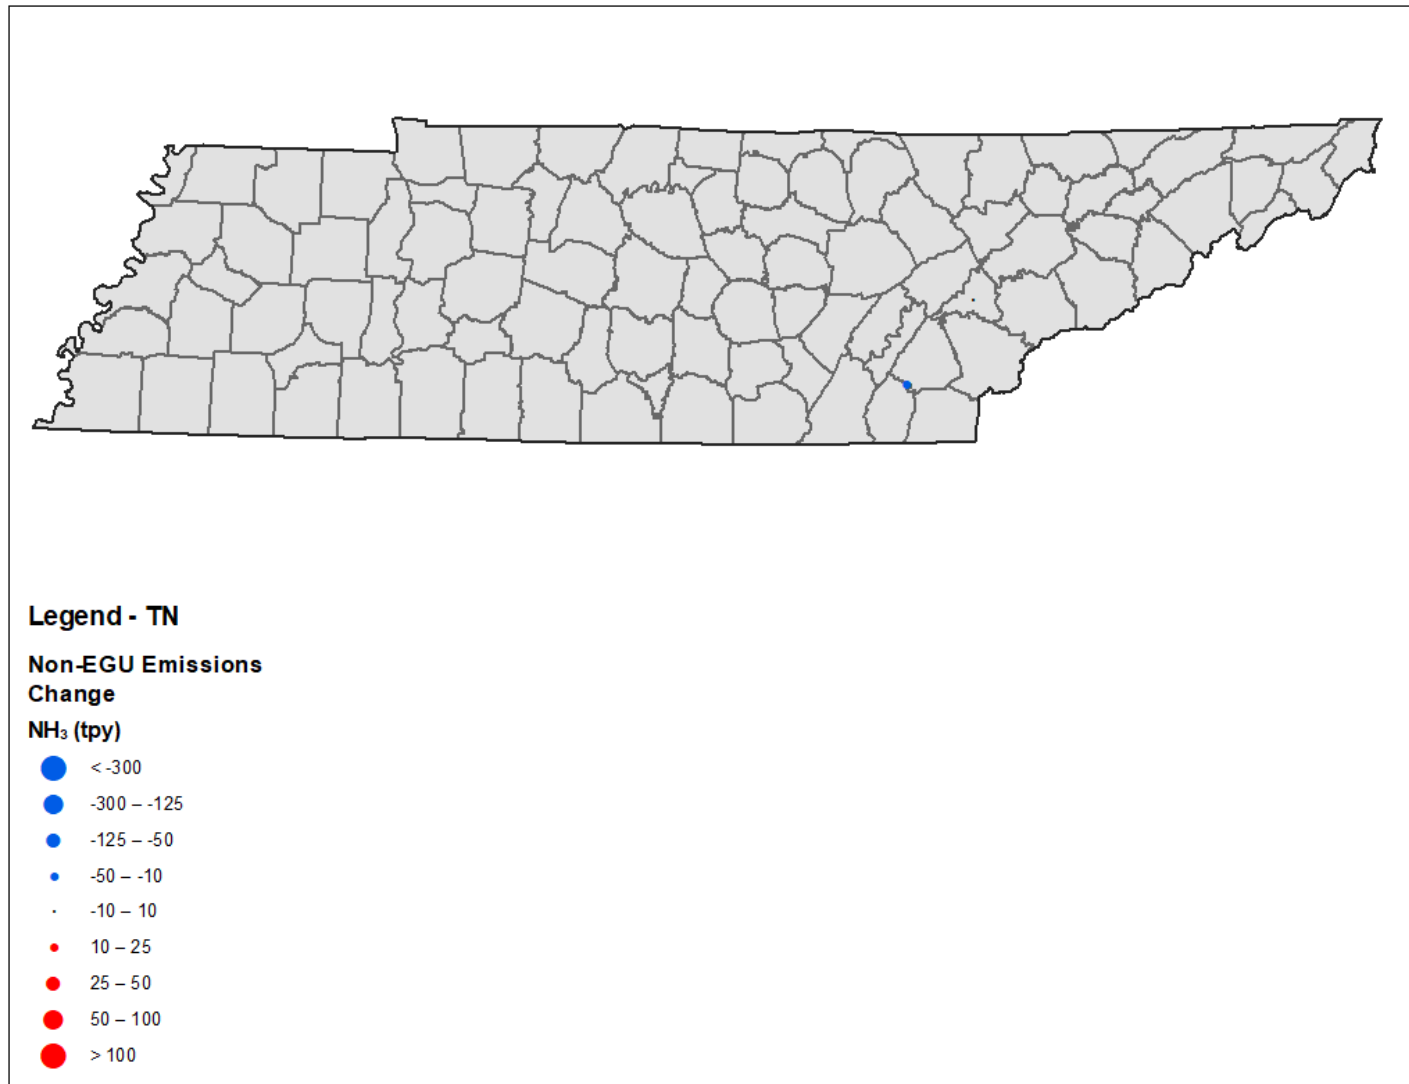 Legend - TN
Non-EGU Emissions
Change
NH₃ (tpy)
< -300
-300 – -125
-125 – -50
-50 – -10
-10 – 10
10 – 25
25 – 50
50 – 100
> 100